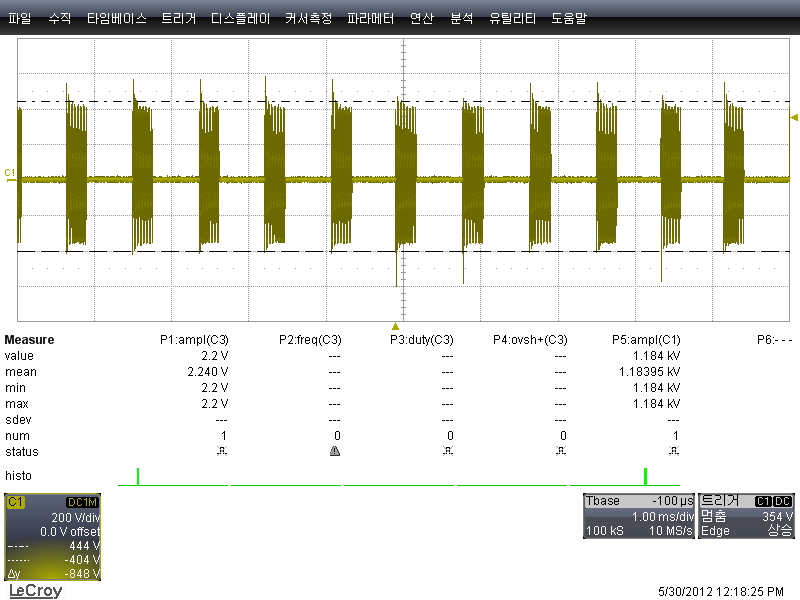 파일 수직 타임베이스 트리거 디스플레이 커서측정 파라메터 연산 분석 유틸리티 도움말
C1
Measure P1:ampl(C3) P2:freq(C3) P3:duty(C3) P4:ovsh+(C3) P5:ampl(C1) P6:- - -
value 2.2 V --- --- --- 1.184 kV
mean 2.240 V --- --- --- 1.18395 kV
min 2.2 V --- --- --- 1.184 kV
max 2.2 V --- --- --- 1.184 kV
sdev --- --- --- --- ---
num 1 0 0 0 1
status
histo
C1 DC1M
200 V/div
0.0 V offset
444 V
-404 V
Δy -848 V
Tbase -100 µs
1.00 ms/div
100 kS 10 MS/s
트리거 C1 DC
멈춤 354 V
Edge 상승
LeCroy
5/30/2012 12:18:25 PM